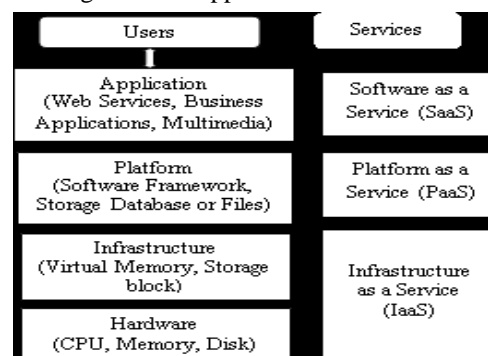 Users
Services
Application
(Web Services, Business
Applications, Multimedia)
Software as a
Service (SaaS)
Platform
(Software Framework,
Storage Database or Files)
Platform as a
Service (PaaS)
Infrastructure
(Virtual Memory, Storage
block)
Infrastructure
as a Service
(IaaS)
Hardware
(CPU, Memory, Disk)